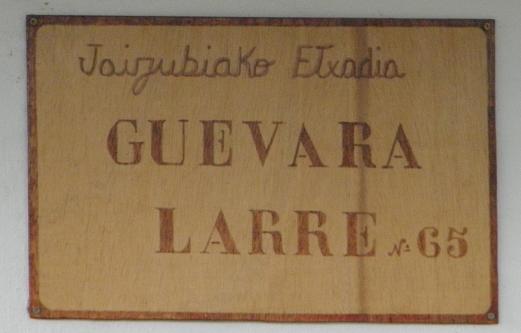 Jaizubiako Etxadia
GUEVARA
LARRE Nº 65